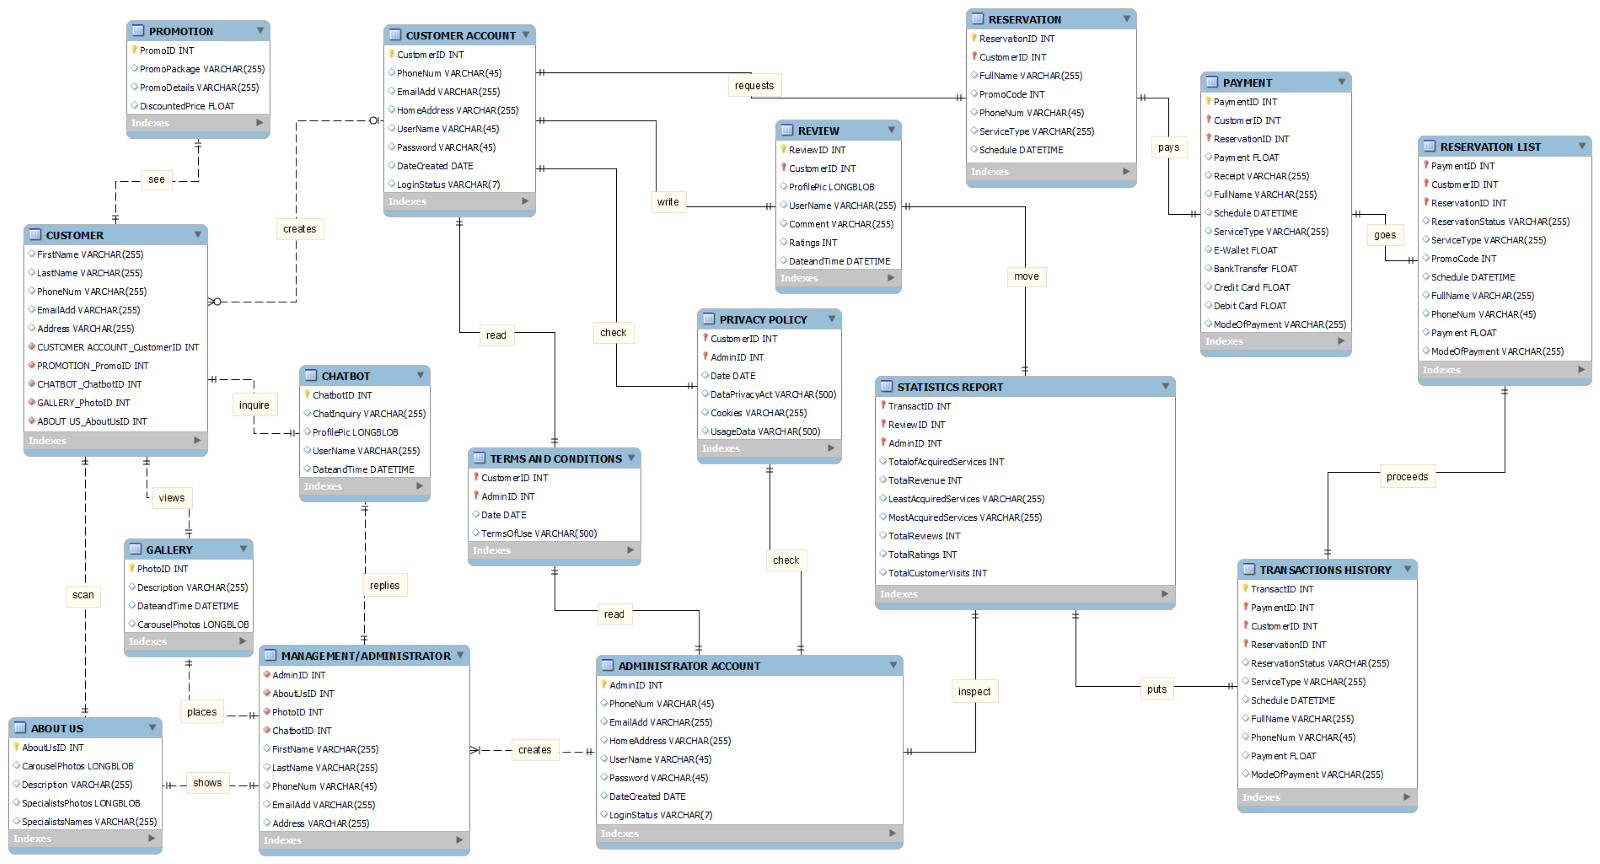 PROMOTION
PromoID INT
PromoPackage VARCHAR(255)
PromoDetails VARCHAR(255)
DiscountedPrice FLOAT
Indexes
see
CUSTOMER ACCOUNT
CustomerID INT
PhoneNum VARCHAR(45)
EmailAdd VARCHAR(255)
HomeAddress VARCHAR(255)
UserName VARCHAR(45)
Password VARCHAR(45)
DateCreated DATE
LoginStatus VARCHAR(7)
Indexes
requests
RESERVATION
ReservationID INT
CustomerID INT
FullName VARCHAR(255)
PromoCode INT
PhoneNum VARCHAR(45)
ServiceType VARCHAR(255)
Schedule DATETIME
Indexes
pays
PAYMENT
PaymentID INT
CustomerID INT
ReservationID INT
Payment FLOAT
Receipt VARCHAR(255)
FullName VARCHAR(255)
Schedule DATETIME
ServiceType VARCHAR(255)
E-Wallet FLOAT
BankTransfer FLOAT
Credit Card FLOAT
Debit Card FLOAT
ModeOfPayment VARCHAR(255)
Indexes
goes
RESERVATION LIST
PaymentID INT
CustomerID INT
ReservationID INT
ReservationStatus VARCHAR(255)
ServiceType VARCHAR(255)
PromoCode INT
Schedule DATETIME
FullName VARCHAR(255)
PhoneNum VARCHAR(45)
Payment FLOAT
ModeOfPayment VARCHAR(255)
Indexes
REVIEW
ReviewID INT
CustomerID INT
ProfilePic LONGBLOB
UserName VARCHAR(255)
Comment VARCHAR(255)
Ratings INT
DateandTime DATETIME
Indexes
write
creates
CUSTOMER
FirstName VARCHAR(255)
LastName VARCHAR(255)
PhoneNum VARCHAR(255)
EmailAdd VARCHAR(255)
Address VARCHAR(255)
CUSTOMER ACCOUNT_CustomerID INT
PROMOTION_PromoID INT
CHATBOT_ChatbotID INT
GALLERY_PhotoID INT
ABOUT US_AboutUsID INT
Indexes
move
read
check
PRIVACY POLICY
CustomerID INT
AdminID INT
Date DATE
DataPrivacyAct VARCHAR(500)
Cookies VARCHAR(255)
UsageData VARCHAR(500)
Indexes
inquire
CHATBOT
ChatbotID INT
ChatInquiry VARCHAR(255)
ProfilePic LONGBLOB
UserName VARCHAR(255)
DateandTime DATETIME
Indexes
STATISTICS REPORT
TransactID INT
ReviewID INT
AdminID INT
TotalofAcquiredServices INT
TotalRevenue INT
LeastAcquiredServices VARCHAR(255)
MostAcquiredServices VARCHAR(255)
TotalReviews INT
TotalRatings INT
TotalCustomerVisits INT
Indexes
TERMS AND CONDITIONS
CustomerID INT
AdminID INT
Date DATE
TermsOfUse VARCHAR(500)
Indexes
proceeds
views
GALLERY
PhotoID INT
Description VARCHAR(255)
DateandTime DATETIME
CarouselPhotos LONGBLOB
Indexes
scan
replies
check
read
TRANSACTIONS HISTORY
TransactID INT
PaymentID INT
CustomerID INT
ReservationID INT
ReservationStatus VARCHAR(255)
ServiceType VARCHAR(255)
Schedule DATETIME
FullName VARCHAR(255)
PhoneNum VARCHAR(45)
Payment FLOAT
ModeOfPayment VARCHAR(255)
Indexes
MANAGEMENT/ADMINISTRATOR
AdminID INT
AboutUsID INT
PhotoID INT
ChatbotID INT
FirstName VARCHAR(255)
LastName VARCHAR(255)
PhoneNum VARCHAR(45)
EmailAdd VARCHAR(255)
Address VARCHAR(255)
Indexes
ADMINISTRATOR ACCOUNT
AdminID INT
PhoneNum VARCHAR(45)
EmailAdd VARCHAR(255)
HomeAddress VARCHAR(255)
UserName VARCHAR(45)
Password VARCHAR(45)
DateCreated DATE
LoginStatus VARCHAR(7)
Indexes
inspect
puts
places
creates
shows
ABOUT US
AboutUsID INT
CarouselPhotos LONGBLOB
Description VARCHAR(255)
SpecialistsPhotos LONGBLOB
SpecialistsNames VARCHAR(255)
Indexes